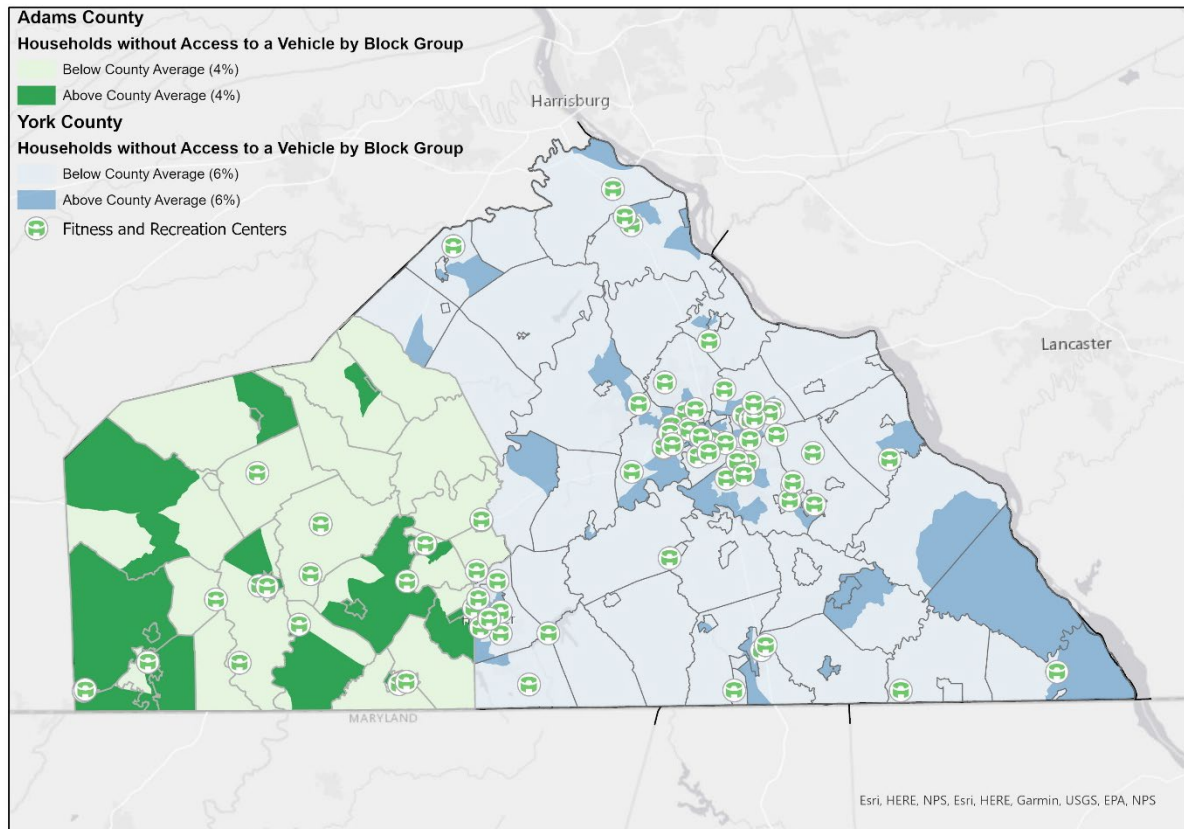 Adams County
Households without Access to a Vehicle by Block Group
Below County Average (4%)
Above County Average (4%)
York County
Households without Access to a Vehicle by Block Group
Below County Average (6%)
Above County Average (6%)
Fitness and Recreation Centers
Harrisburg
Lancaster
MARYLAND
Esri, HERE, NPS, Esri, HERE, Garmin, USGS, EPA, NPS